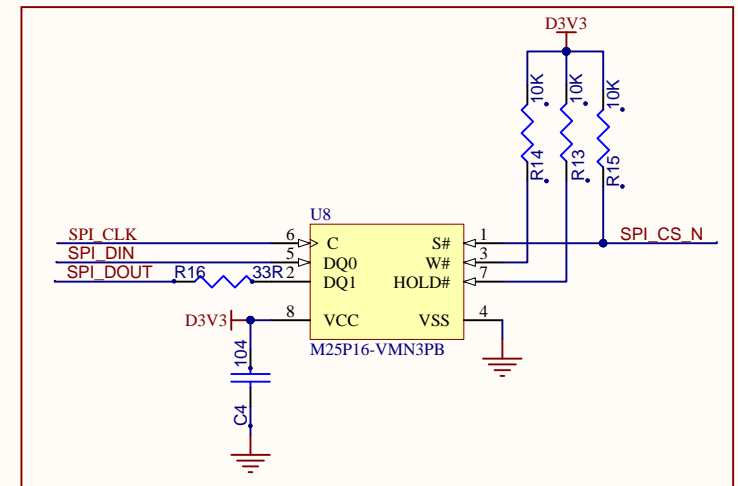 D3V3
10K 10K 10K
R14 R13 R15
U8
SPI_CLK 6 C S# 1 SPI_CS_N
SPI_DIN 5 DQ0 W# 3
SPI_DOUT R16 33R 2 DQ1 HOLD# 7
D3V3 8 VCC VSS 4
M25P16-VMN3PB
104
C4